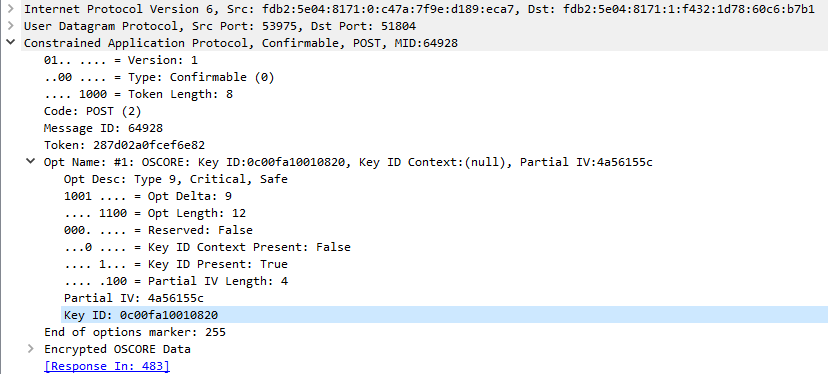 Internet Protocol Version 6, Src: fdb2:5e04:8171:0:c47a:7f9e:d189:eca7, Dst: fdb2:5e04:8171:1:f432:1d78:60c6:b7b1
User Datagram Protocol, Src Port: 53975, Dst Port: 51804
Constrained Application Protocol, Confirmable, POST, MID:64928
01.. .... = Version: 1
..00 .... = Type: Confirmable (0)
.... 1000 = Token Length: 8
Code: POST (2)
Message ID: 64928
Token: 287d02a0fcef6e82
Opt Name: #1: OSCORE: Key ID:0c00fa10010820, Key ID Context:(null), Partial IV:4a56155c
Opt Desc: Type 9, Critical, Safe
1001 .... = Opt Delta: 9
.... 1100 = Opt Length: 12
000. .... = Reserved: False
...0 .... = Key ID Context Present: False
.... 1... = Key ID Present: True
.... .100 = Partial IV Length: 4
Partial IV: 4a56155c
Key ID: 0c00fa10010820
End of options marker: 255
Encrypted OSCORE Data
[Response In: 483]